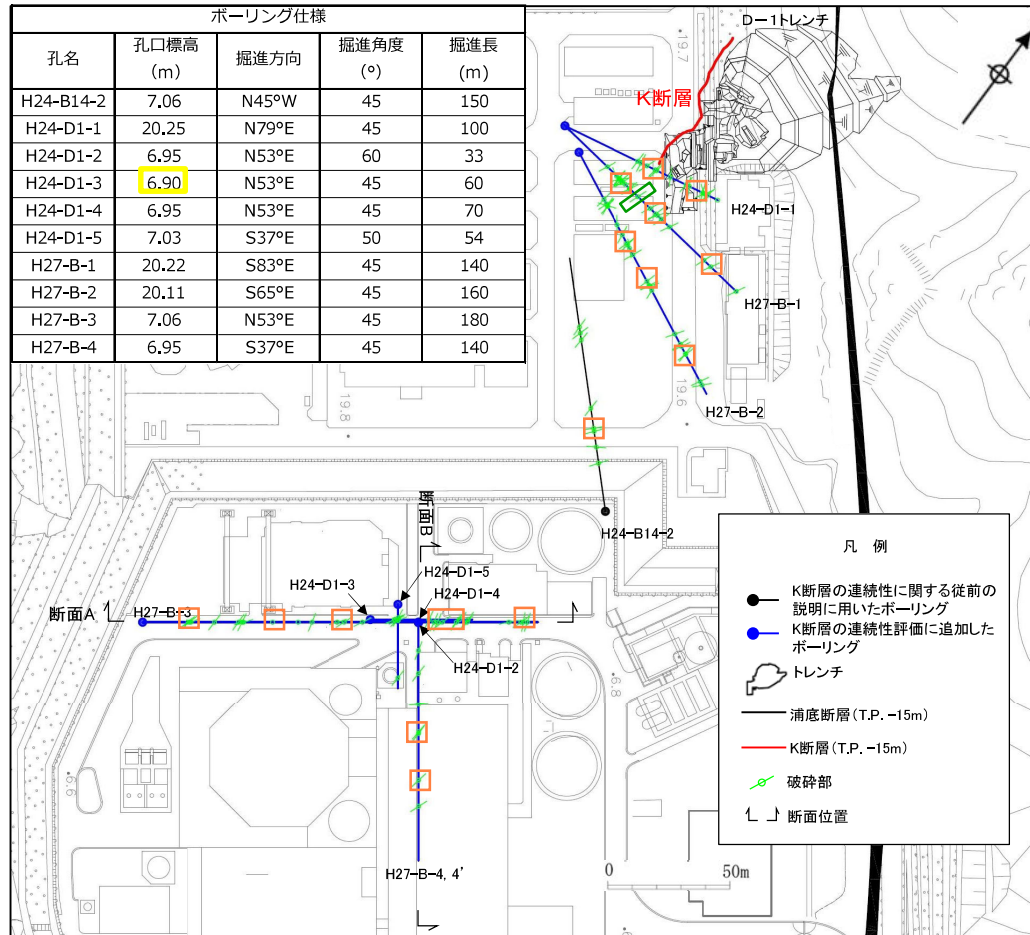 ボーリング仕様
孔名 孔口標高（m） 掘進方向 掘進角度（°） 掘進長（m）
H24-B14-2 7.06 N45°W 45 150
H24-D1-1 20.25 N79°E 45 100
H24-D1-2 6.95 N53°E 60 33
H24-D1-3 6.90 N53°E 45 60
H24-D1-4 6.95 N53°E 45 70
H24-D1-5 7.03 S37°E 50 54
H27-B-1 20.22 S83°E 45 140
H27-B-2 20.11 S65°E 45 160
H27-B-3 7.06 N53°E 45 180
H27-B-4 6.95 S37°E 45 140
D-1トレンチ
19.7
K断層
H24-D1-1
H27-B-1
H27-B-2
19.8
19.6
H24-B14-2
断面B
H24-D1-3
H24-D1-5
H24-D1-4
断面A
H27-B-3
H24-D1-2
6.8
6.6
H27-B-4, 4'
凡 例
K断層の連続性に関する従前の
説明に用いたボーリング
K断層の連続性評価に追加した
ボーリング
トレンチ
浦底断層(T.P. -15m)
K断層(T.P. -15m)
破砕部
断面位置
0 50m